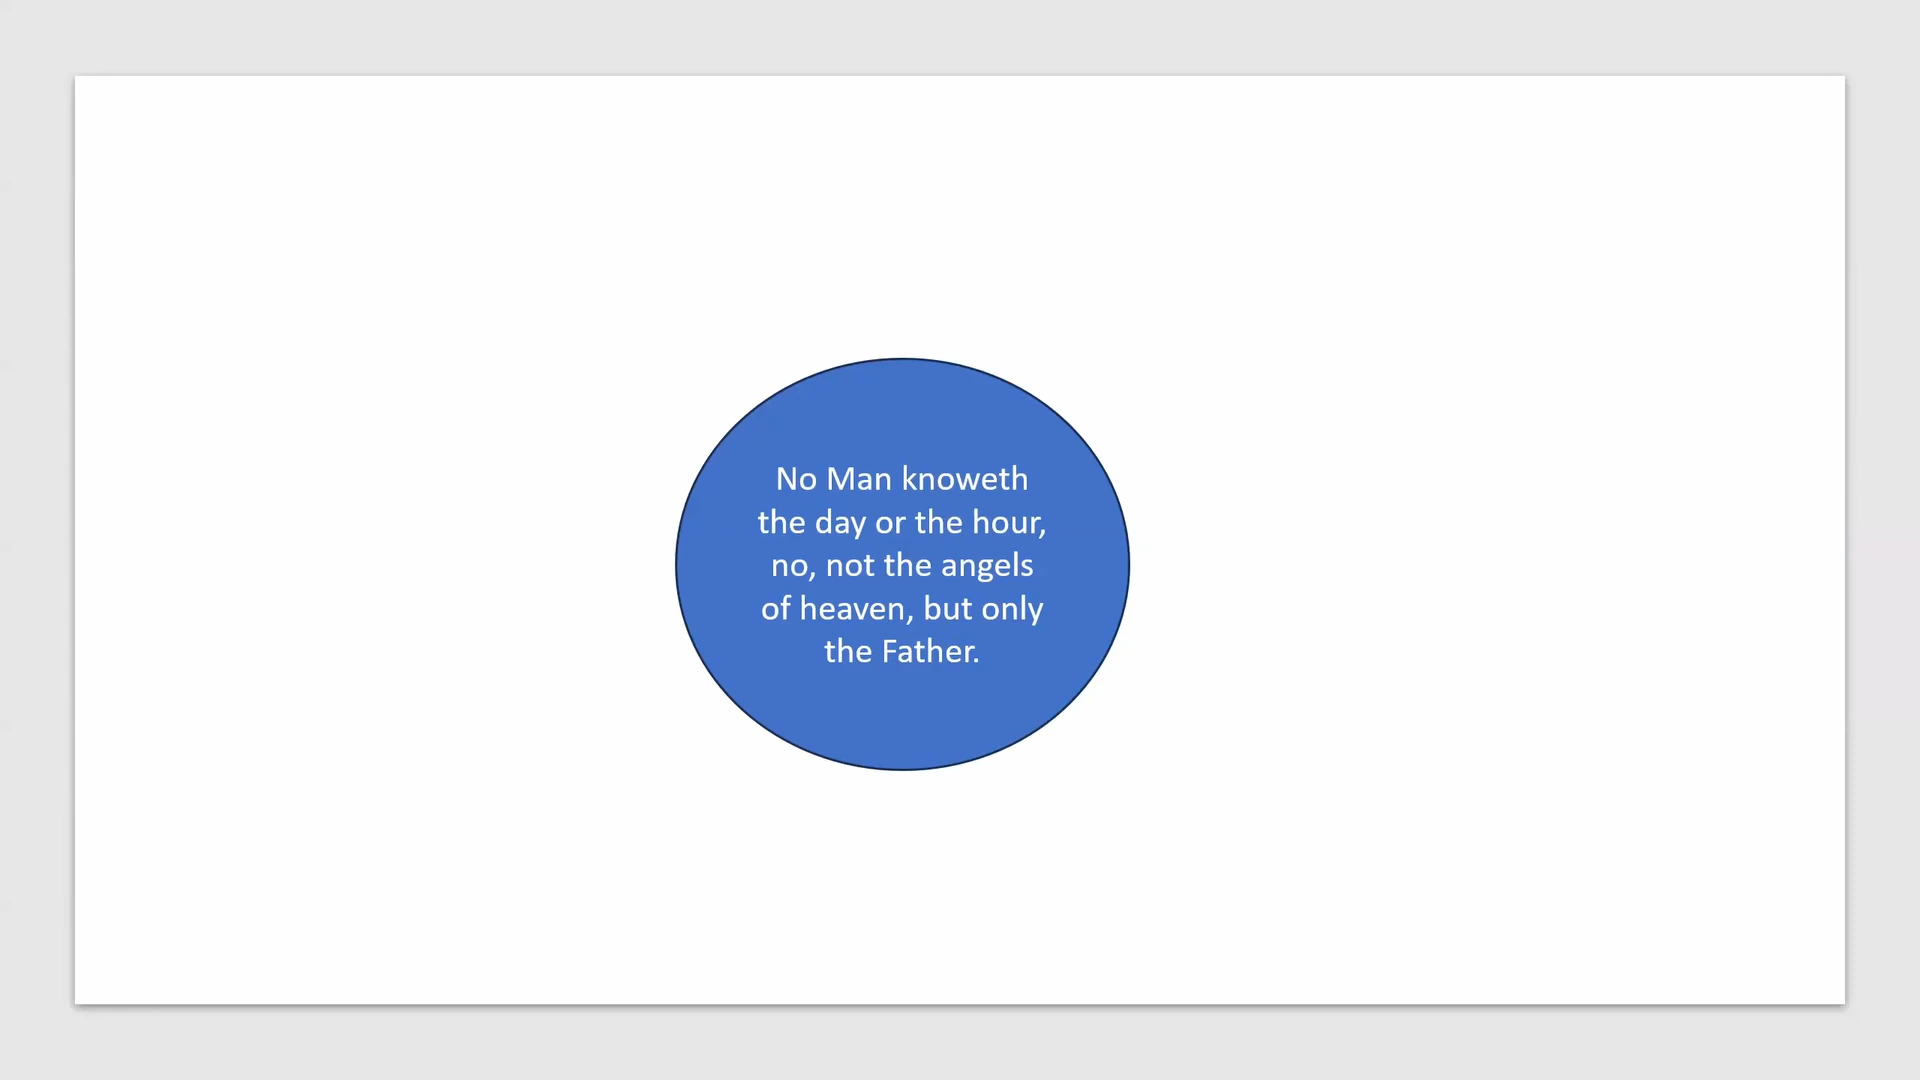 No Man knoweth
the day or the hour,
no, not the angels
of heaven, but only
the Father.